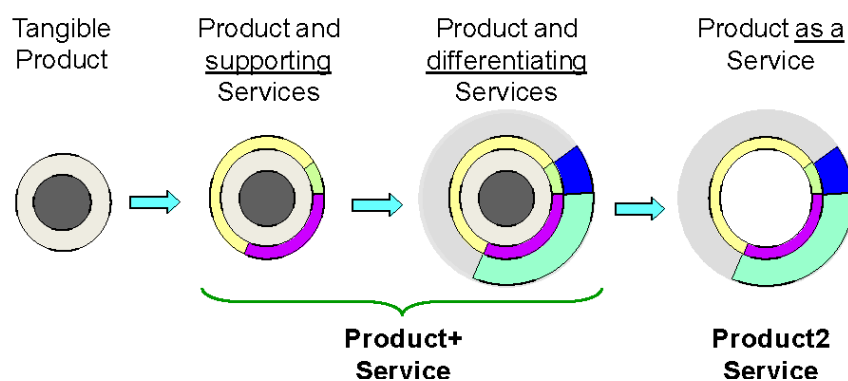 Tangible
Product
Product and
supporting
Services
Product and
differentiating
Services
Product as a
Service
Product+
Service
Product2
Service